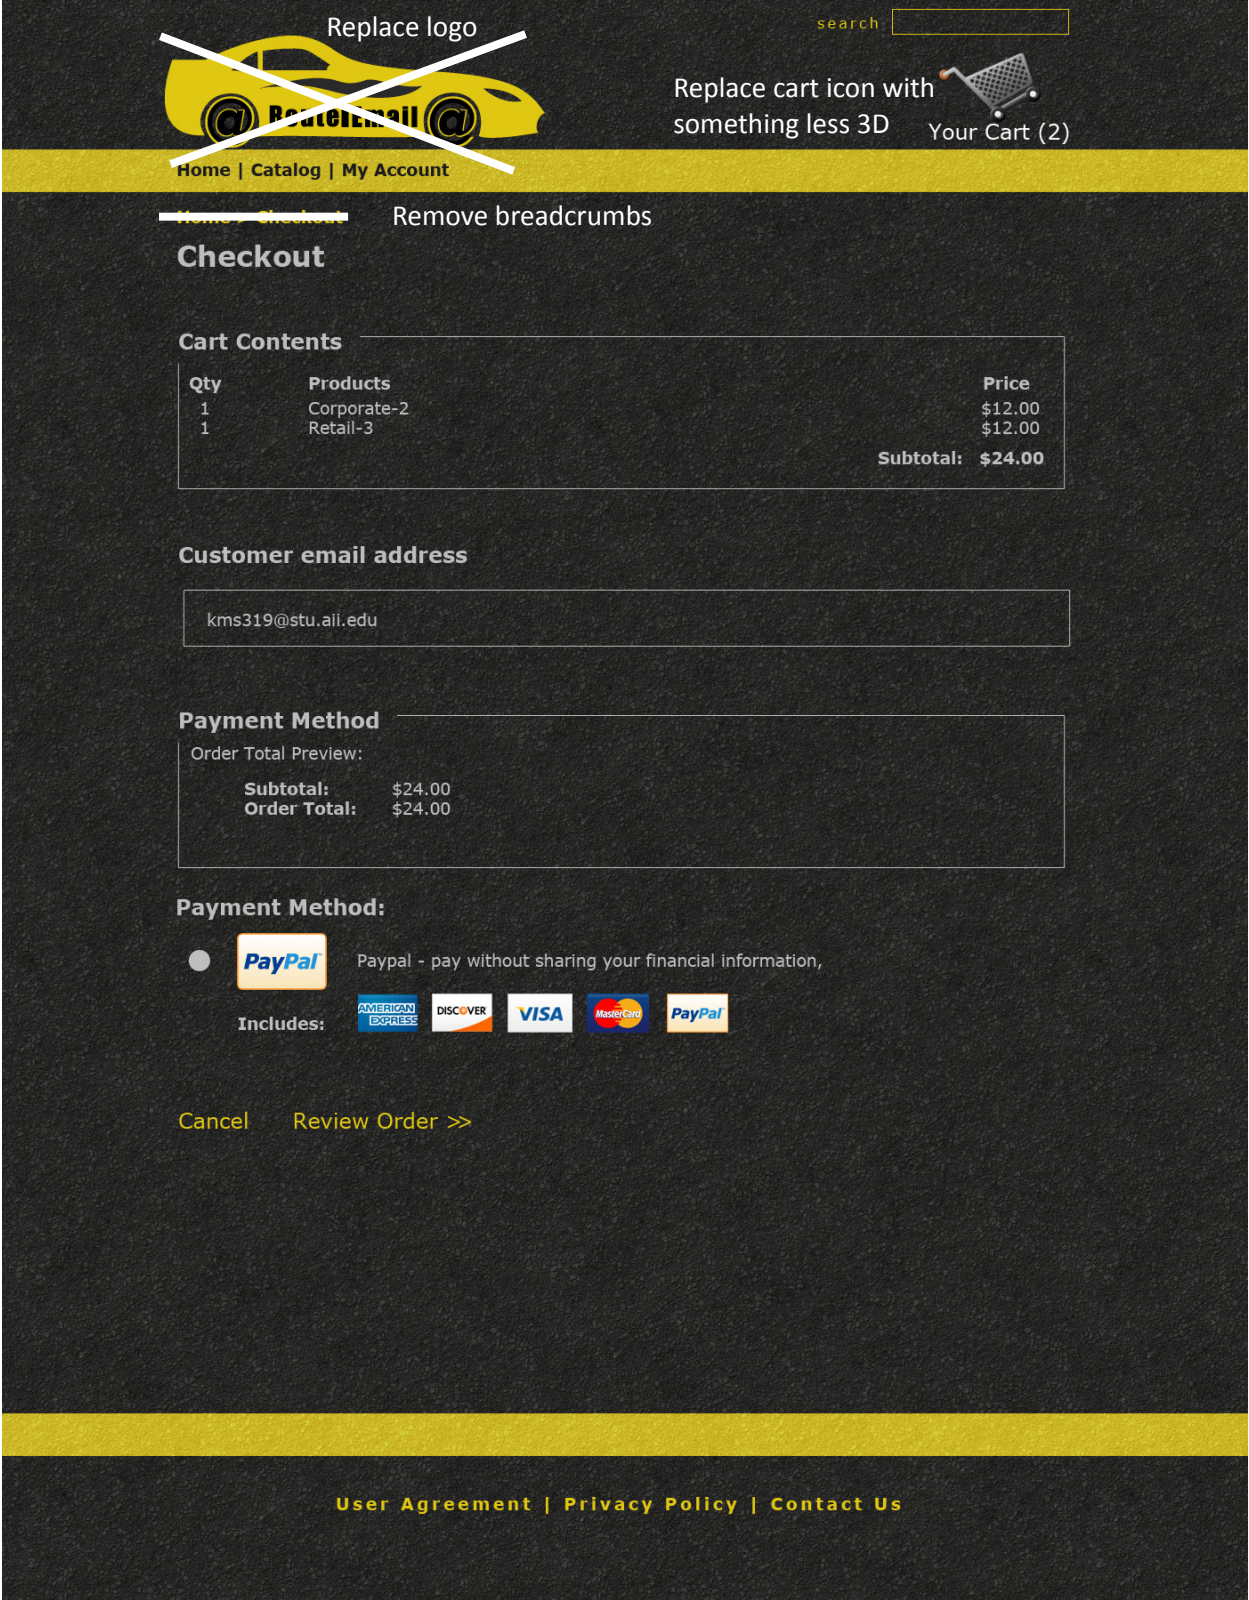 Replace logo
search
RouteIEmail
Replace cart icon with
something less 3D
Your Cart (2)
Home | Catalog | My Account
Home > Checkout
Remove breadcrumbs
Checkout
Cart Contents
Qty Products Price
1 Corporate-2 $12.00
1 Retail-3 $12.00
Subtotal: $24.00
Customer email address
kms319@stu.aii.edu
Payment Method
Order Total Preview:
Subtotal: $24.00
Order Total: $24.00
Payment Method:
PayPal Paypal - pay without sharing your financial information,
Includes: AMERICAN EXPRESS DISCOVER VISA MasterCard PayPal
Cancel Review Order >>
User Agreement | Privacy Policy | Contact Us